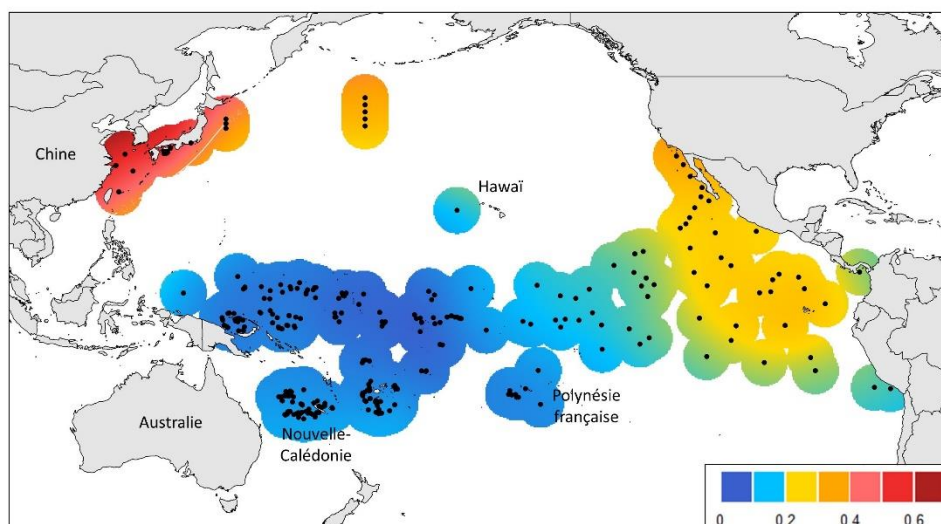 Chine
Hawaï
Polynésie
française
Australie
Nouvelle-
Calédonie
0 0.2 0.4 0.6